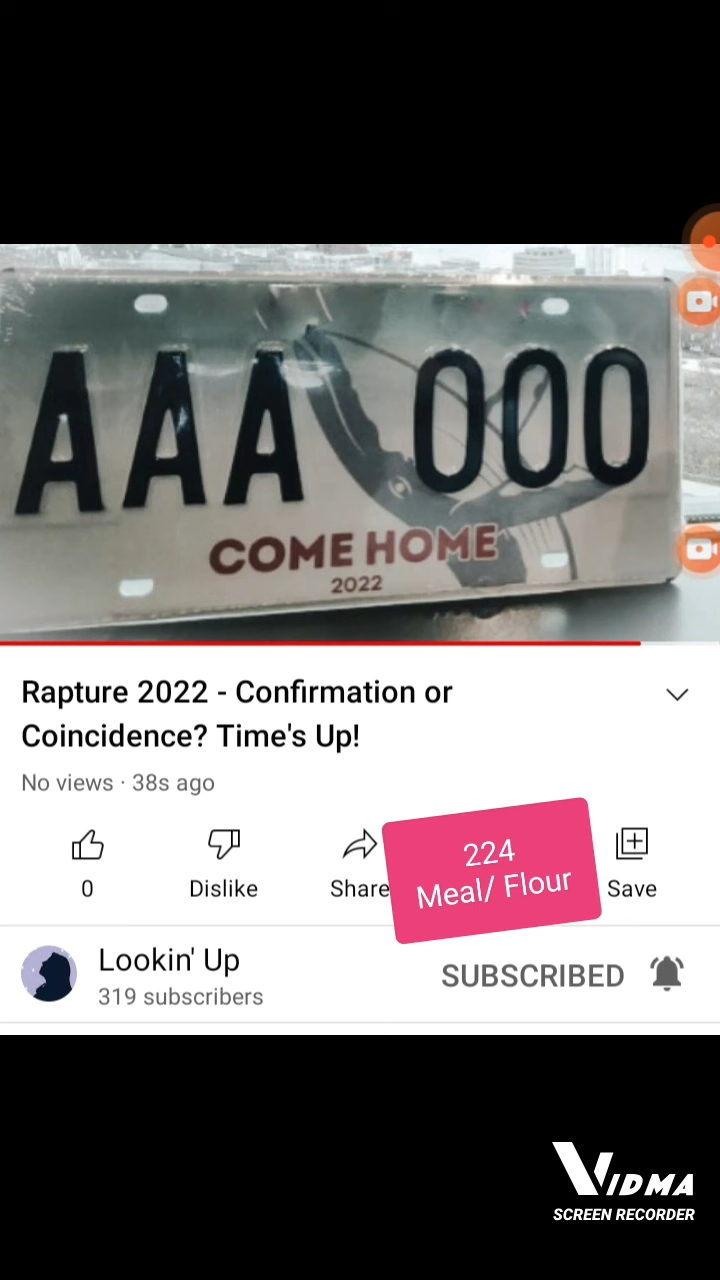 AAA 000
COME HOME
2022
Rapture 2022 - Confirmation or
Coincidence? Time's Up!
No views · 38s ago
0
Dislike
Share
224
Meal/ Flour
Save
Lookin' Up
319 subscribers
SUBSCRIBED
VIDMA
SCREEN RECORDER